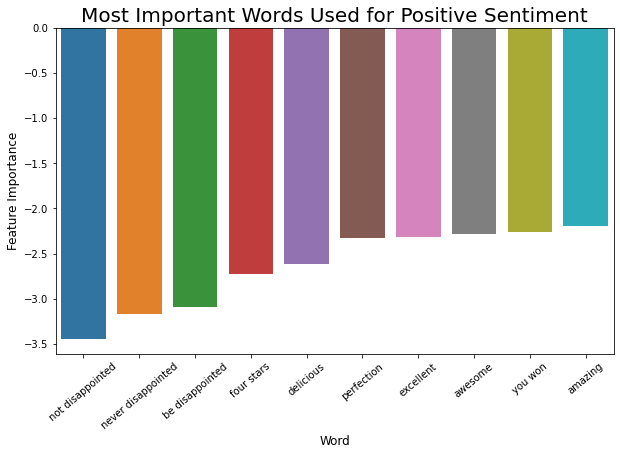 Most Important Words Used for Positive Sentiment
0.0
−0.5
−1.0
−1.5
−2.0
−2.5
−3.0
−3.5
Feature Importance
not disappointed
never disappointed
be disappointed
four stars
delicious
perfection
excellent
awesome
you won
amazing
Word